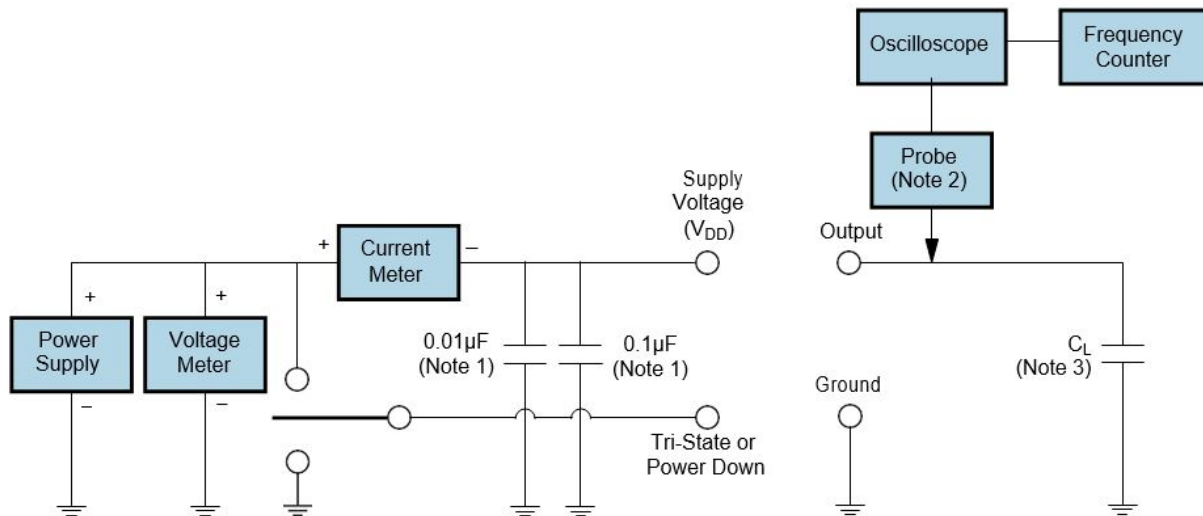 Oscilloscope
Frequency
Counter
Probe
(Note 2)
Supply
Voltage
(VDD)
Output
+
Current
Meter
–
+
Power
Supply
–
+
Voltage
Meter
–
0.01µF
(Note 1)
0.1µF
(Note 1)
CL
(Note 3)
Ground
Tri-State or
Power Down